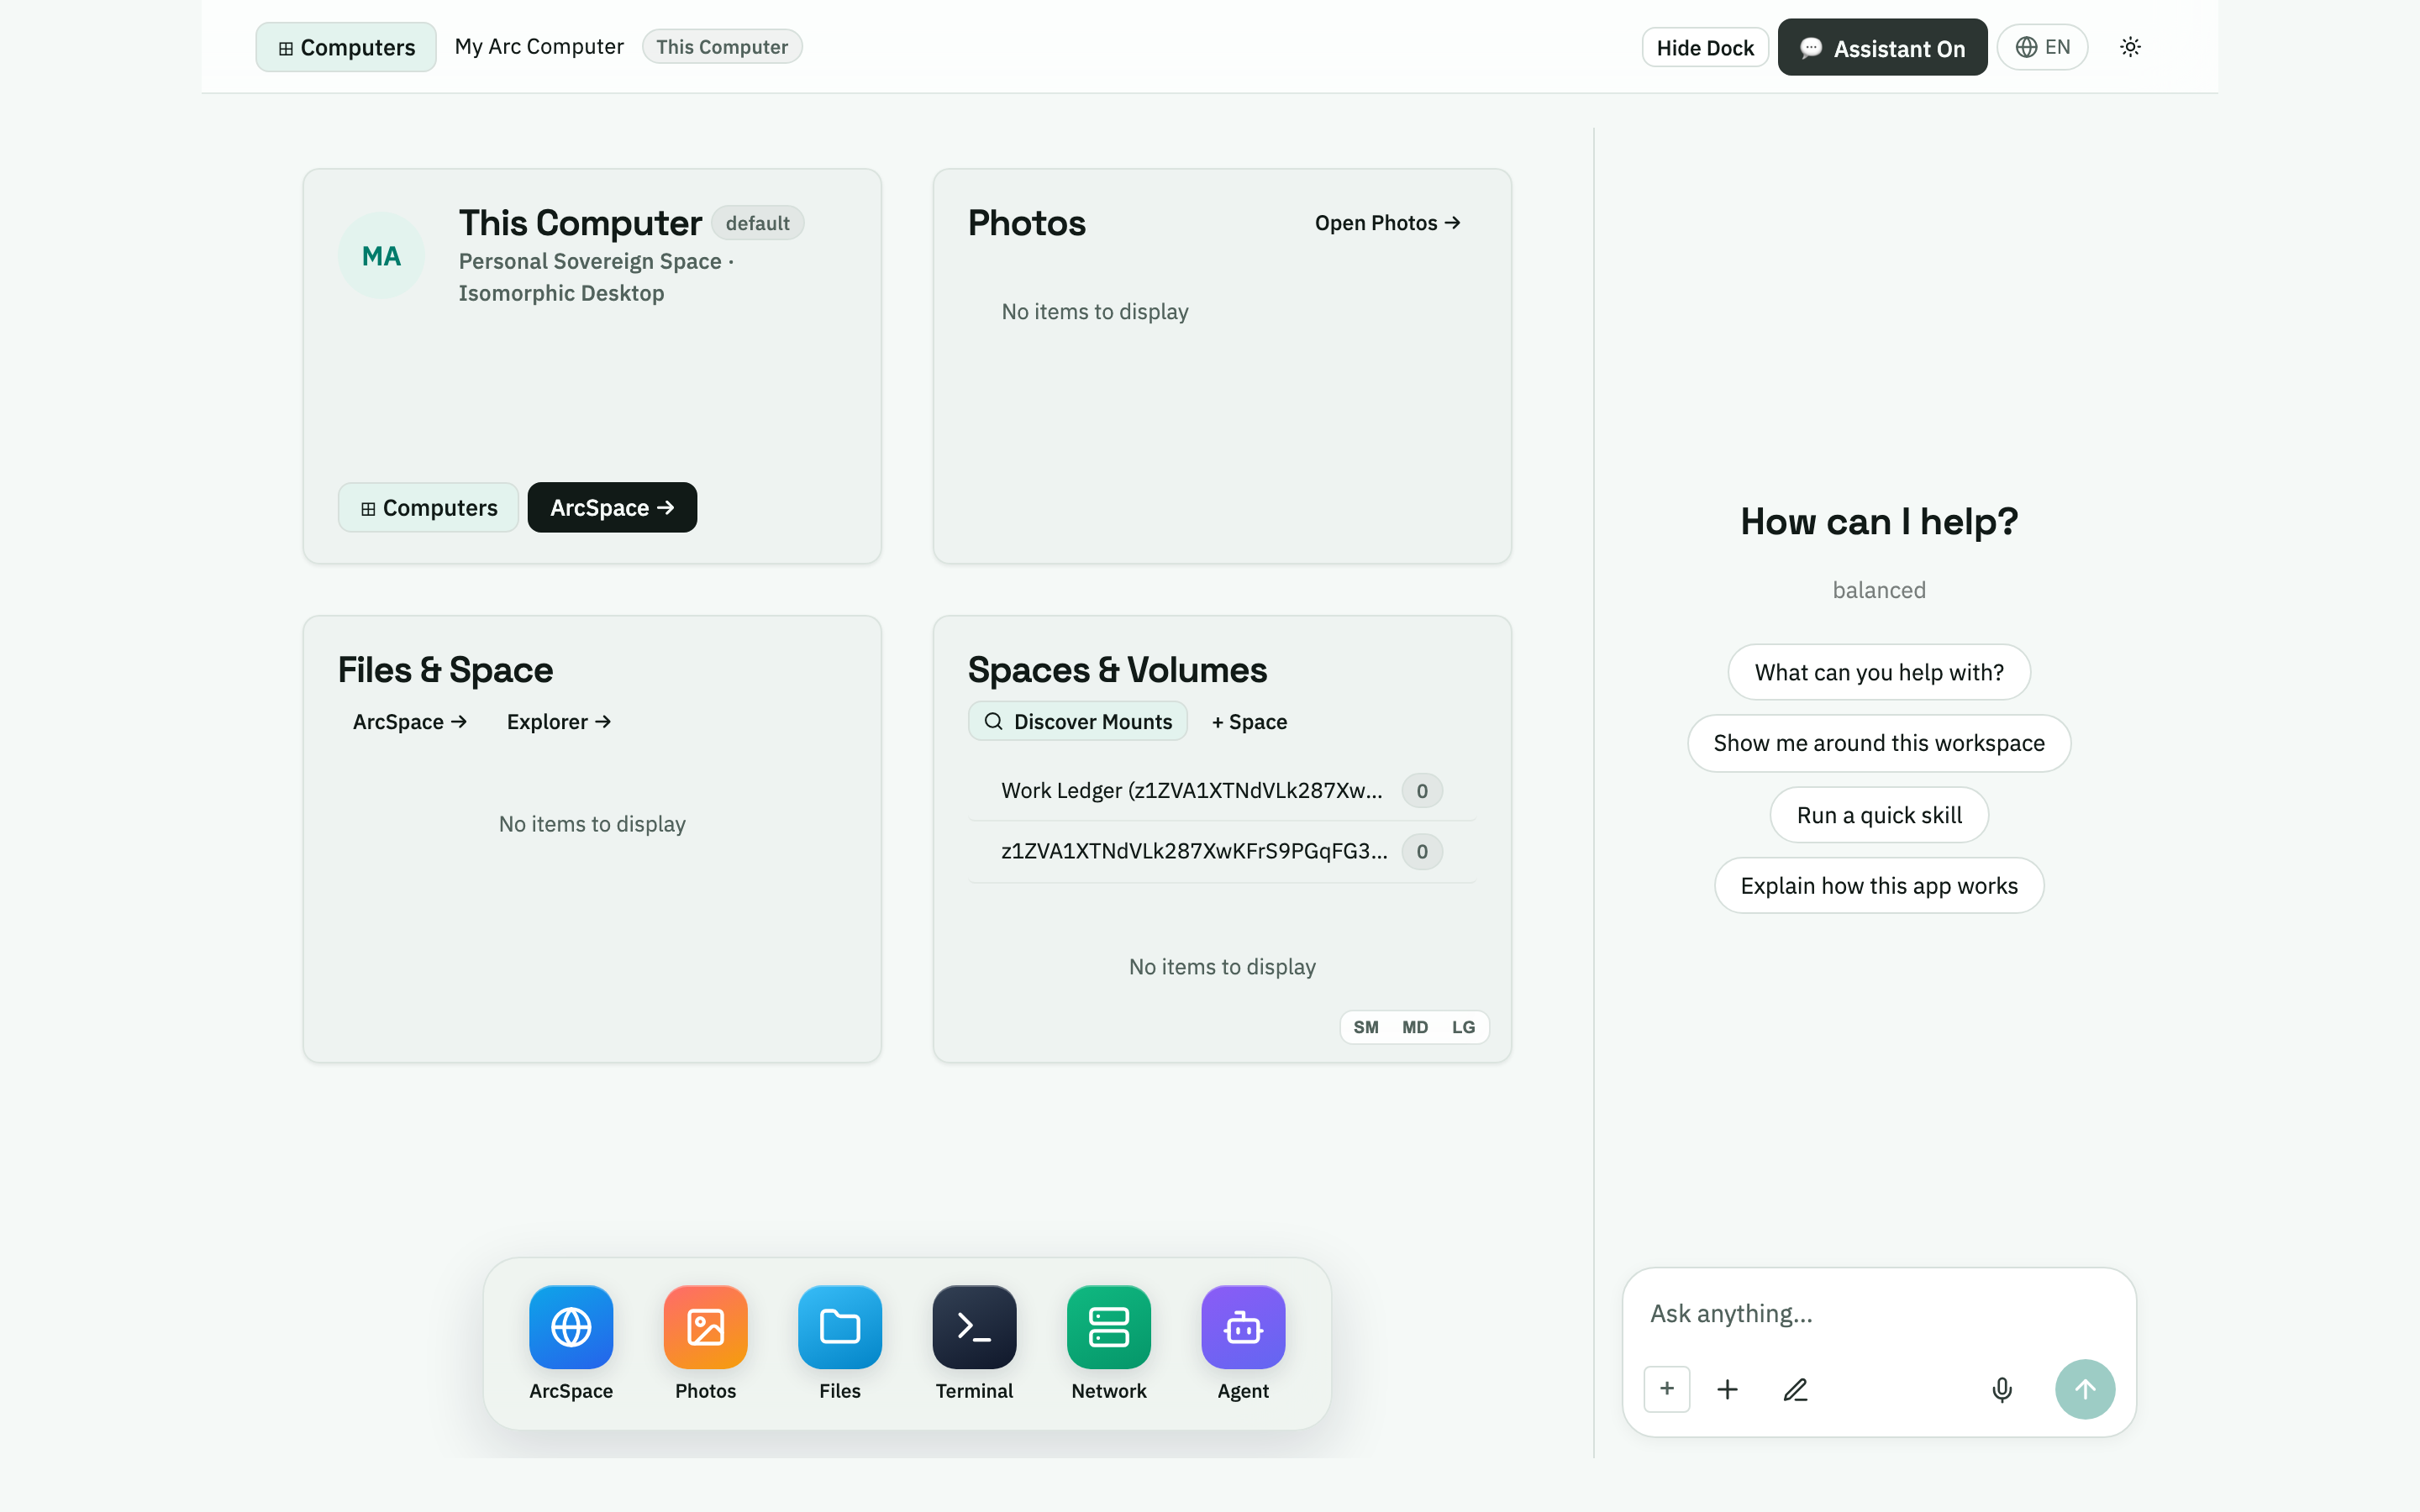 Computers
My Arc Computer
This Computer
Hide Dock
Assistant On
EN
MA
This Computer
default
Personal Sovereign Space ·
Isomorphic Desktop
Computers
ArcSpace →
Photos
Open Photos →
No items to display
Files & Space
ArcSpace →
Explorer →
No items to display
Spaces & Volumes
Discover Mounts
+ Space
Work Ledger (z1ZVA1XTNdVLk287Xw...
0
z1ZVA1XTNdVLk287XwKFrS9PGqFG3...
0
No items to display
SM MD LG
How can I help?
balanced
What can you help with?
Show me around this workspace
Run a quick skill
Explain how this app works
Ask anything...
ArcSpace
Photos
Files
Terminal
Network
Agent